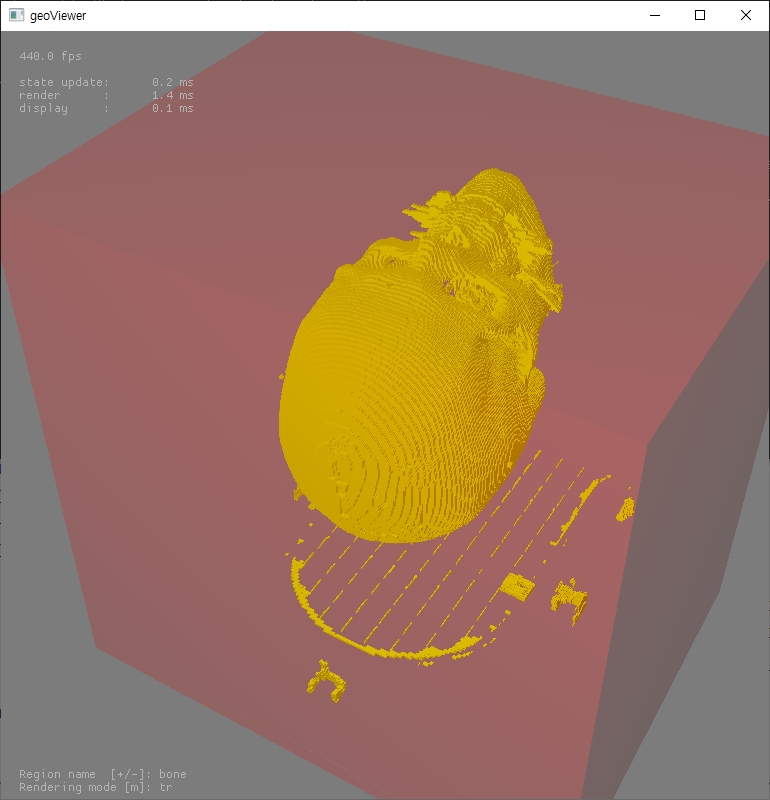 geoViewer
440.0 fps
state update: 0.2 ms
render : 1.4 ms
display : 0.1 ms
Region name [+/-]: bone
Rendering mode [m]: tr